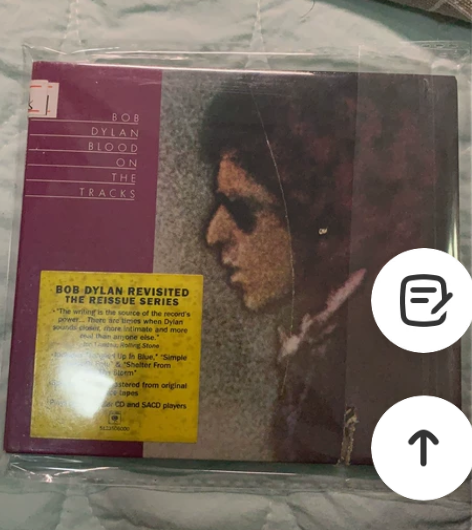 BOB
DYLAN
BLOOD
ON
THE
TRACKS
BOB DYLAN REVISITED
THE REISSUE SERIES
"The writing is the source of the record's
power... There are times when Dylan
sounds closer, more intimate and more
real than anyone else."
Rolling Stone
Up In Blue," "Simple
& "Shelter From
from original
tapes
CD and SACD players